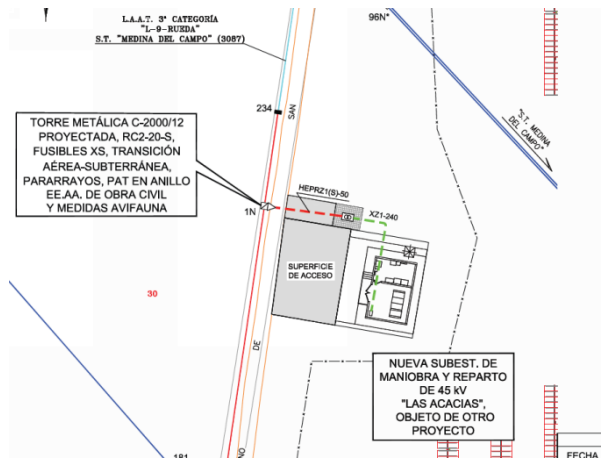 L.A.A.T. 3ª CATEGORÍA
"L-9-RUEDA"
S.T. "MEDINA DEL CAMPO" (3087)
96N*
"S.T. MEDINA
DEL CAMPO"
234
SAN
TORRE METÁLICA C-2000/12
PROYECTADA, RC2-20-S,
FUSIBLES XS, TRANSICIÓN
AÉREA-SUBTERRÁNEA,
PARARRAYOS, PAT EN ANILLO
EE.AA. DE OBRA CIVIL
Y MEDIDAS AVIFAUNA
HEPRZ1(S)-50
XZ1-240
1N
SUPERFICIE
DE ACCESO
30
DE
NUEVA SUBEST. DE
MANIOBRA Y REPARTO
DE 45 kV
"LAS ACACIAS",
OBJETO DE OTRO
PROYECTO
NO
181
FECHA